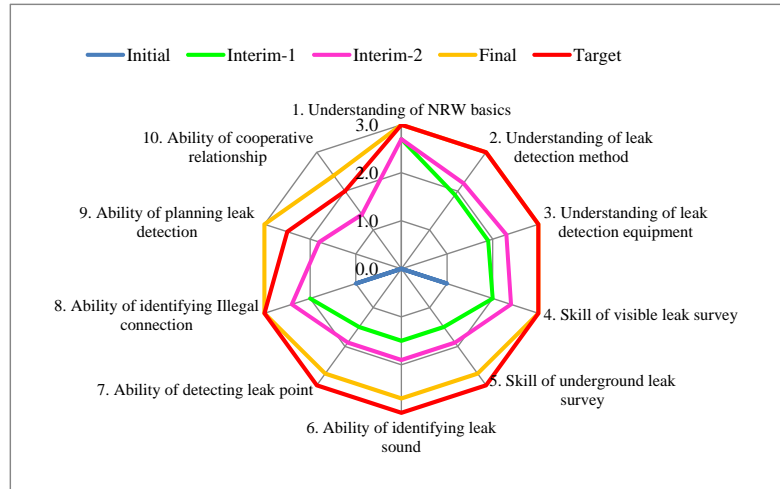 Initial Interim-1 Interim-2 Final Target
1. Understanding of NRW basics
2. Understanding of leak
detection method
3. Understanding of leak
detection equipment
4. Skill of visible leak survey
5. Skill of underground leak
survey
6. Ability of identifying leak
sound
7. Ability of detecting leak point
8. Ability of identifying Illegal
connection
9. Ability of planning leak
detection
10. Ability of cooperative
relationship
3.0
2.0
1.0
0.0